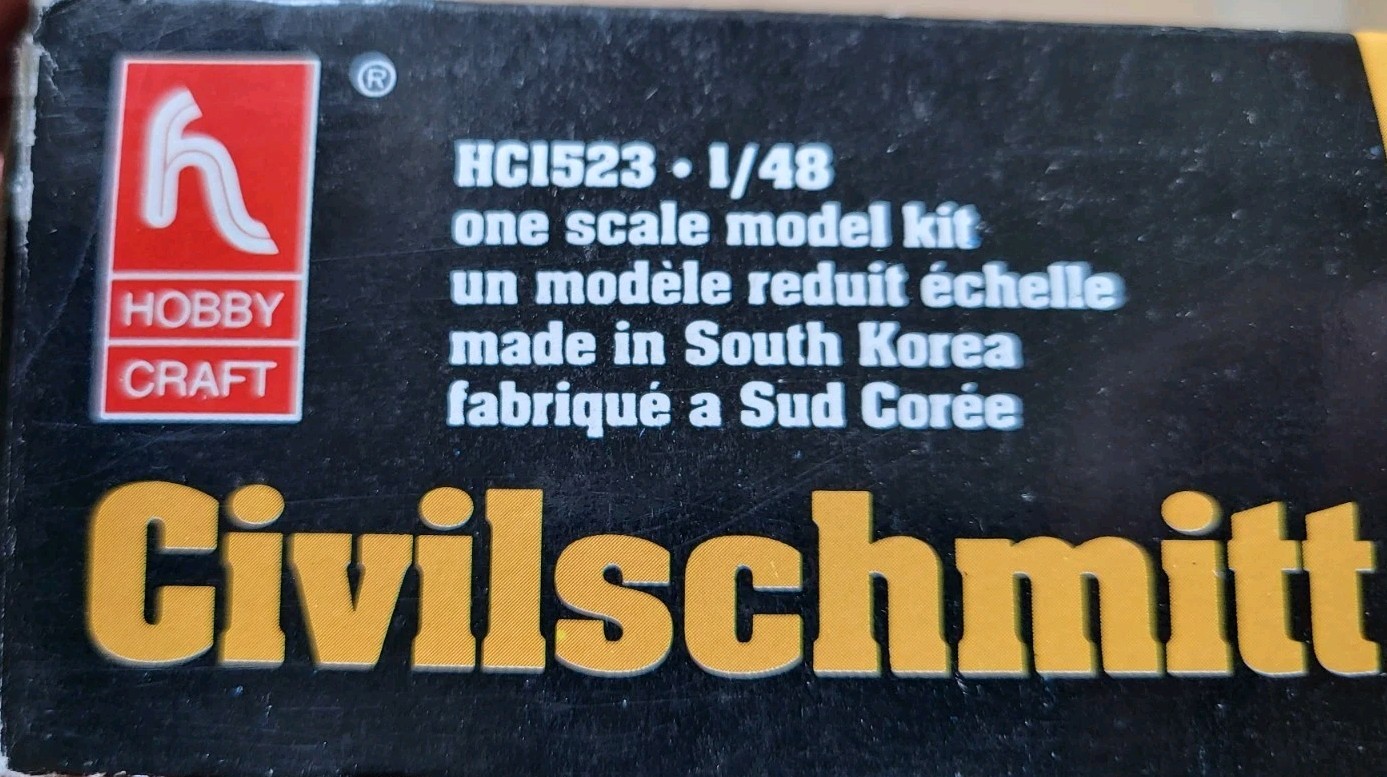 ®
HOBBY
CRAFT
HC1523 • 1/48
one scale model kit
un modèle reduit échelle
made in South Korea
fabriqué a Sud Corée
Civilschmitt